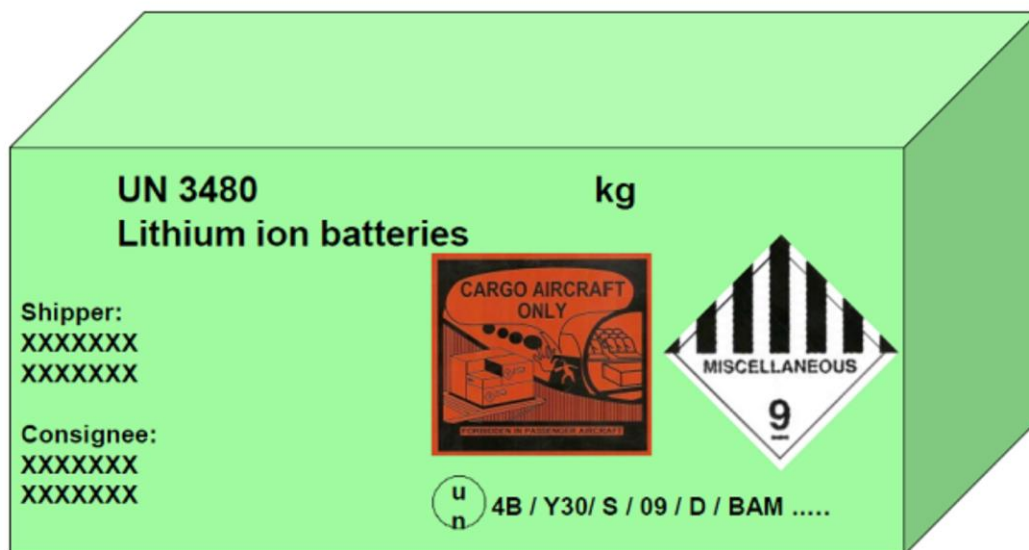 UN 3480 kg
Lithium ion batteries
CARGO AIRCRAFT
ONLY
FORBIDDEN IN PASSENGER AIRCRAFT
MISCELLANEOUS
9
Shipper:
XXXXXXX
XXXXXXX
Consignee:
XXXXXXX
XXXXXXX
u
n
4B / Y30/ S / 09 / D / BAM .....